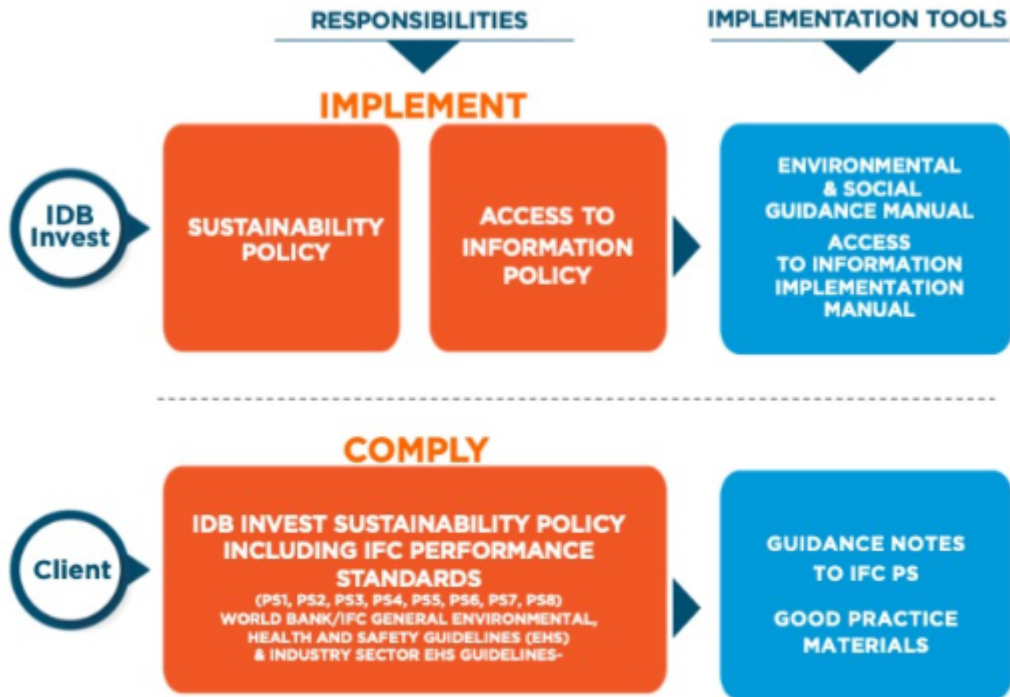 RESPONSIBILITIES
IMPLEMENTATION TOOLS
IMPLEMENT
IDB
Invest
SUSTAINABILITY
POLICY
ACCESS TO
INFORMATION
POLICY
ENVIRONMENTAL
& SOCIAL
GUIDANCE MANUAL
ACCESS
TO INFORMATION
IMPLEMENTATION
MANUAL
COMPLY
Client
IDB INVEST SUSTAINABILITY POLICY
INCLUDING IFC PERFORMANCE
STANDARDS
(PS1, PS2, PS3, PS4, PS5, PS6, PS7, PS8)
WORLD BANK/IFC GENERAL ENVIRONMENTAL,
HEALTH AND SAFETY GUIDELINES (EHS)
& INDUSTRY SECTOR EHS GUIDELINES-
GUIDANCE NOTES
TO IFC PS
GOOD PRACTICE
MATERIALS